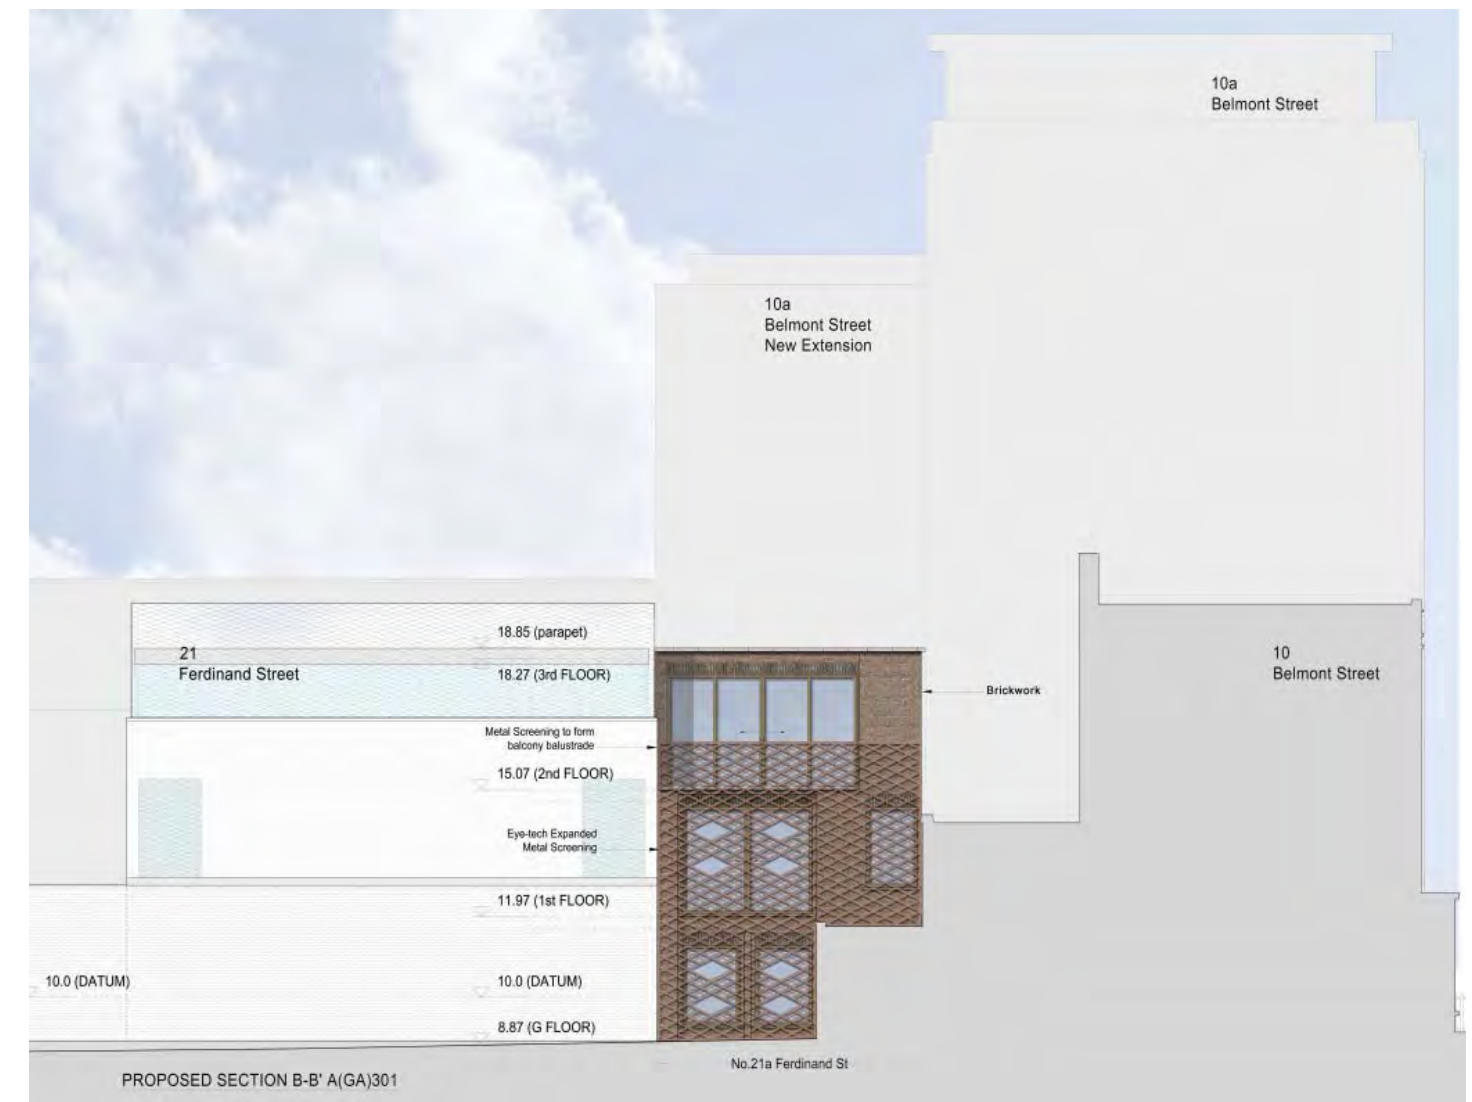 10a
Belmont Street
10a
Belmont Street
New Extension
18.85 (parapet)
21
Ferdinand Street
18.27 (3rd FLOOR)
10
Belmont Street
Brickwork
Metal Screening to form
balcony balustrade
15.07 (2nd FLOOR)
Eye-tech Expanded
Metal Screening
11.97 (1st FLOOR)
10.0 (DATUM)
10.0 (DATUM)
8.87 (G FLOOR)
No.21a Ferdinand St
PROPOSED SECTION B-B' A(GA)301